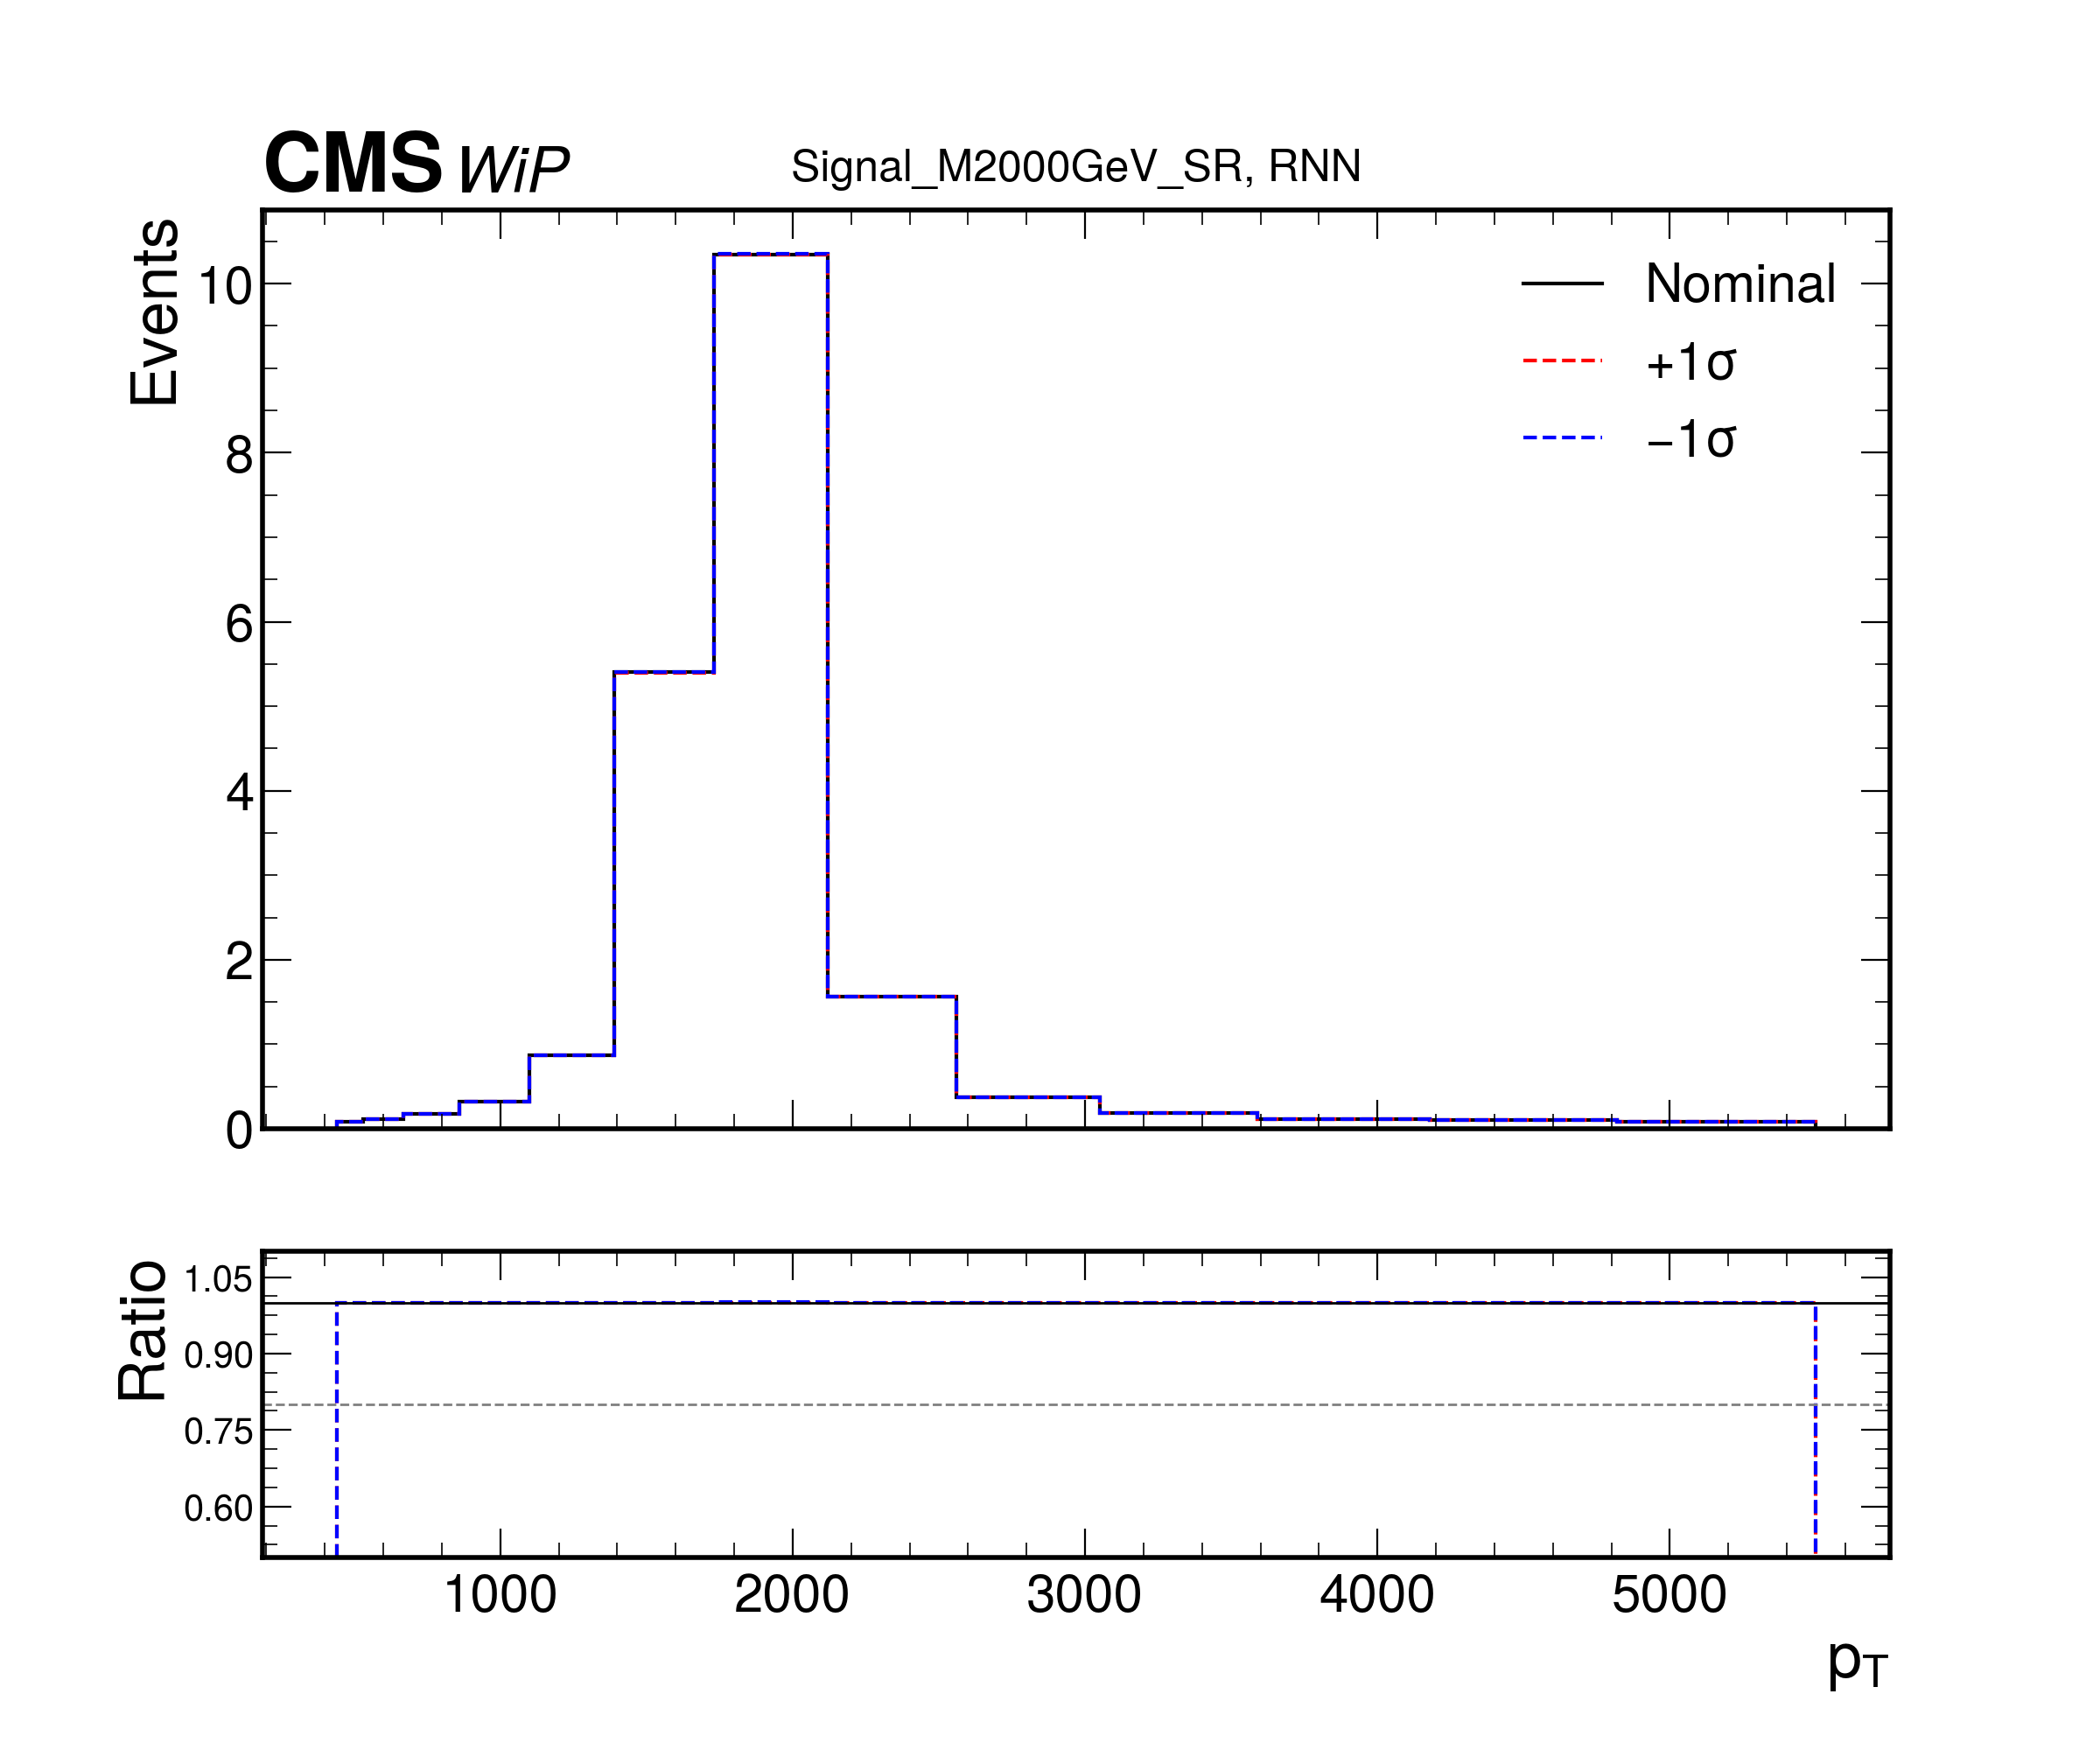 CMS WiP
Signal_M2000GeV_SR, RNN
Events
10
8
6
4
2
0
Nominal
+1σ
−1σ
Ratio
1.05
0.90
0.75
0.60
1000 2000 3000 4000 5000
pT